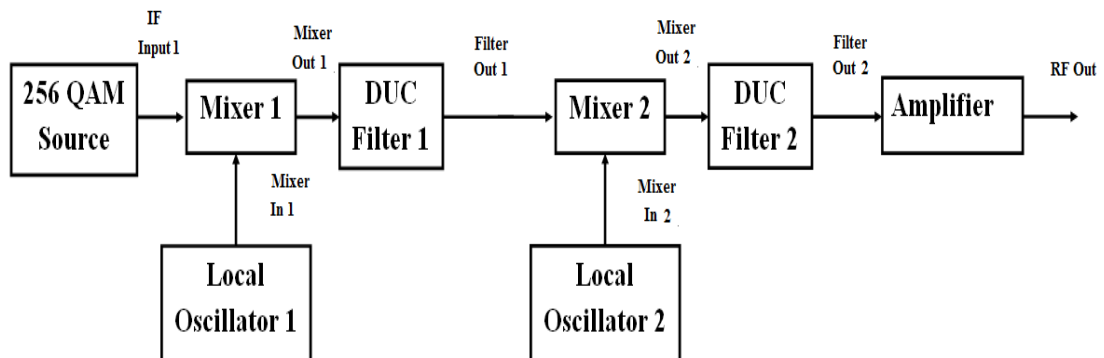 IF
Input 1
Mixer
Out 1
Filter
Out 1
Mixer
Out 2
Filter
Out 2
RF Out
256 QAM
Source
Mixer 1
DUC
Filter 1
Mixer 2
DUC
Filter 2
Amplifier
Mixer
In 1
Mixer
In 2
Local
Oscillator 1
Local
Oscillator 2